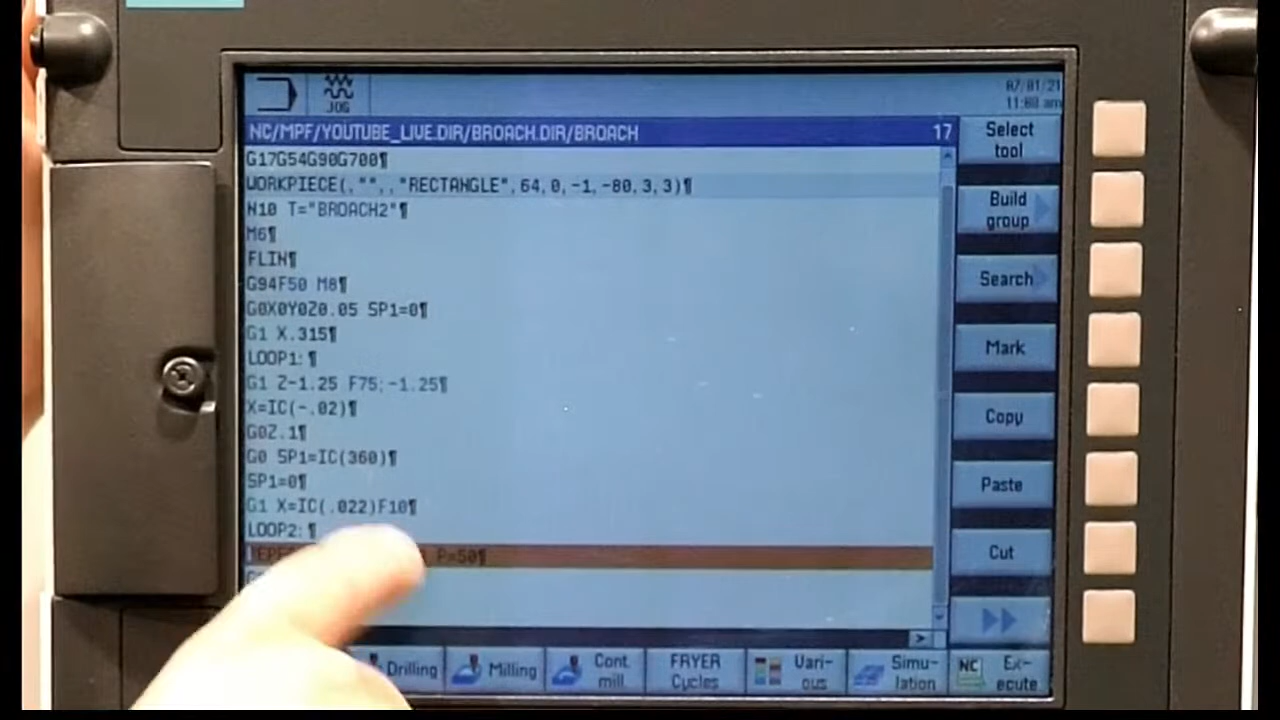 JOG
07/01/21
11:08 am
NC/MPF/YOUTUBE_LIVE.DIR/BROACH.DIR/BROACH 17
G17G54G90G700¶
WORKPIECE(,"",,"RECTANGLE",64,0,-1,-80,3,3)¶
N10 T="BROACH2"¶
M6¶
FLIN¶
G94F50 M8¶
G0X0Y0Z0.05 SP1=0¶
G1 X.315¶
LOOP1: ¶
G1 Z-1.25 F75;-1.25¶
X=IC(-.02)¶
G0Z.1¶
G0 SP1=IC(360)¶
SP1=0¶
G1 X=IC(.022)F10¶
LOOP2: ¶
P=50¶
Select
tool
Build
group
Search
Mark
Copy
Paste
Cut
Drilling
Milling
Cont.
mill
FRYER
Cycles
Vari-
ous
Simu-
lation
NC Ex-
ecute